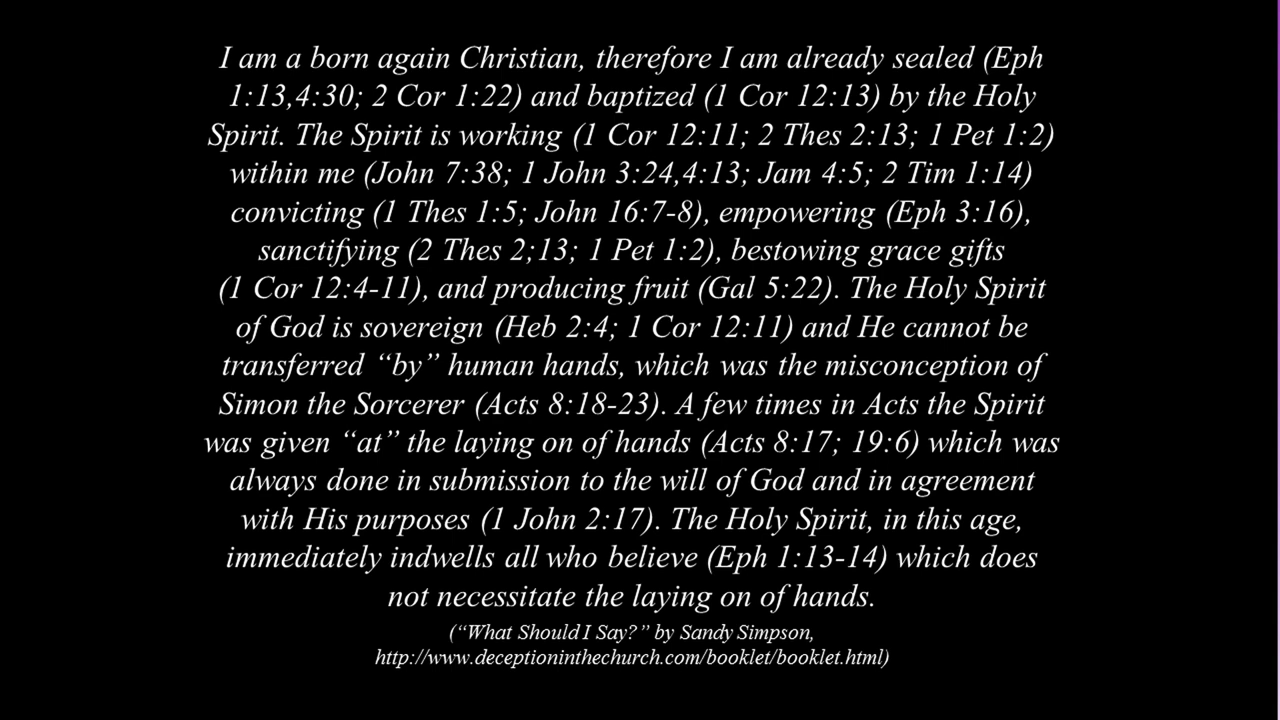 I am a born again Christian, therefore I am already sealed (Eph
1:13,4:30; 2 Cor 1:22) and baptized (1 Cor 12:13) by the Holy
Spirit. The Spirit is working (1 Cor 12:11; 2 Thes 2:13; 1 Pet 1:2)
within me (John 7:38; 1 John 3:24,4:13; Jam 4:5; 2 Tim 1:14)
convicting (1 Thes 1:5; John 16:7-8), empowering (Eph 3:16),
sanctifying (2 Thes 2;13; 1 Pet 1:2), bestowing grace gifts
(1 Cor 12:4-11), and producing fruit (Gal 5:22). The Holy Spirit
of God is sovereign (Heb 2:4; 1 Cor 12:11) and He cannot be
transferred “by” human hands, which was the misconception of
Simon the Sorcerer (Acts 8:18-23). A few times in Acts the Spirit
was given “at” the laying on of hands (Acts 8:17; 19:6) which was
always done in submission to the will of God and in agreement
with His purposes (1 John 2:17). The Holy Spirit, in this age,
immediately indwells all who believe (Eph 1:13-14) which does
not necessitate the laying on of hands.
(“What Should I Say?” by Sandy Simpson,
http://www.deceptioninthechurch.com/booklet/booklet.html)